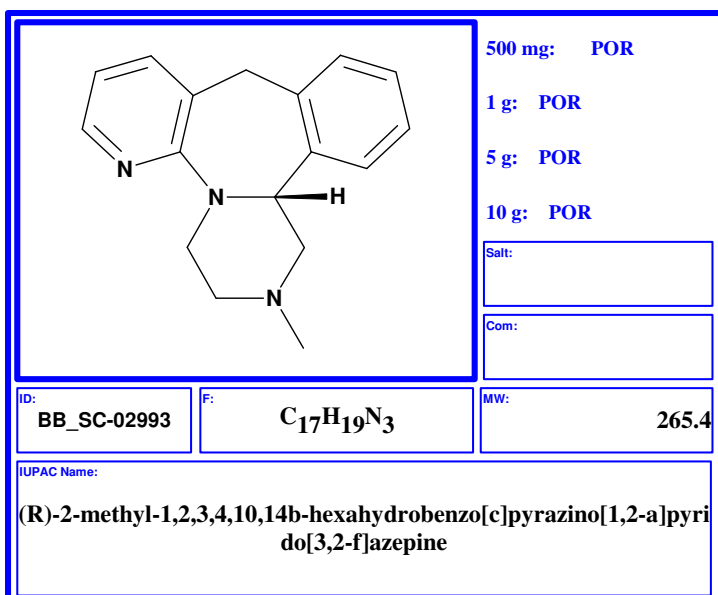 500 mg: POR
1 g: POR
5 g: POR
10 g: POR
N
N
H
N
Salt:
Com:
ID:
BB_SC-02993
F:
C17H19N3
MW:
265.4
IUPAC Name:
(R)-2-methyl-1,2,3,4,10,14b-hexahydrobenzo[c]pyrazino[1,2-a]pyri
do[3,2-f]azepine